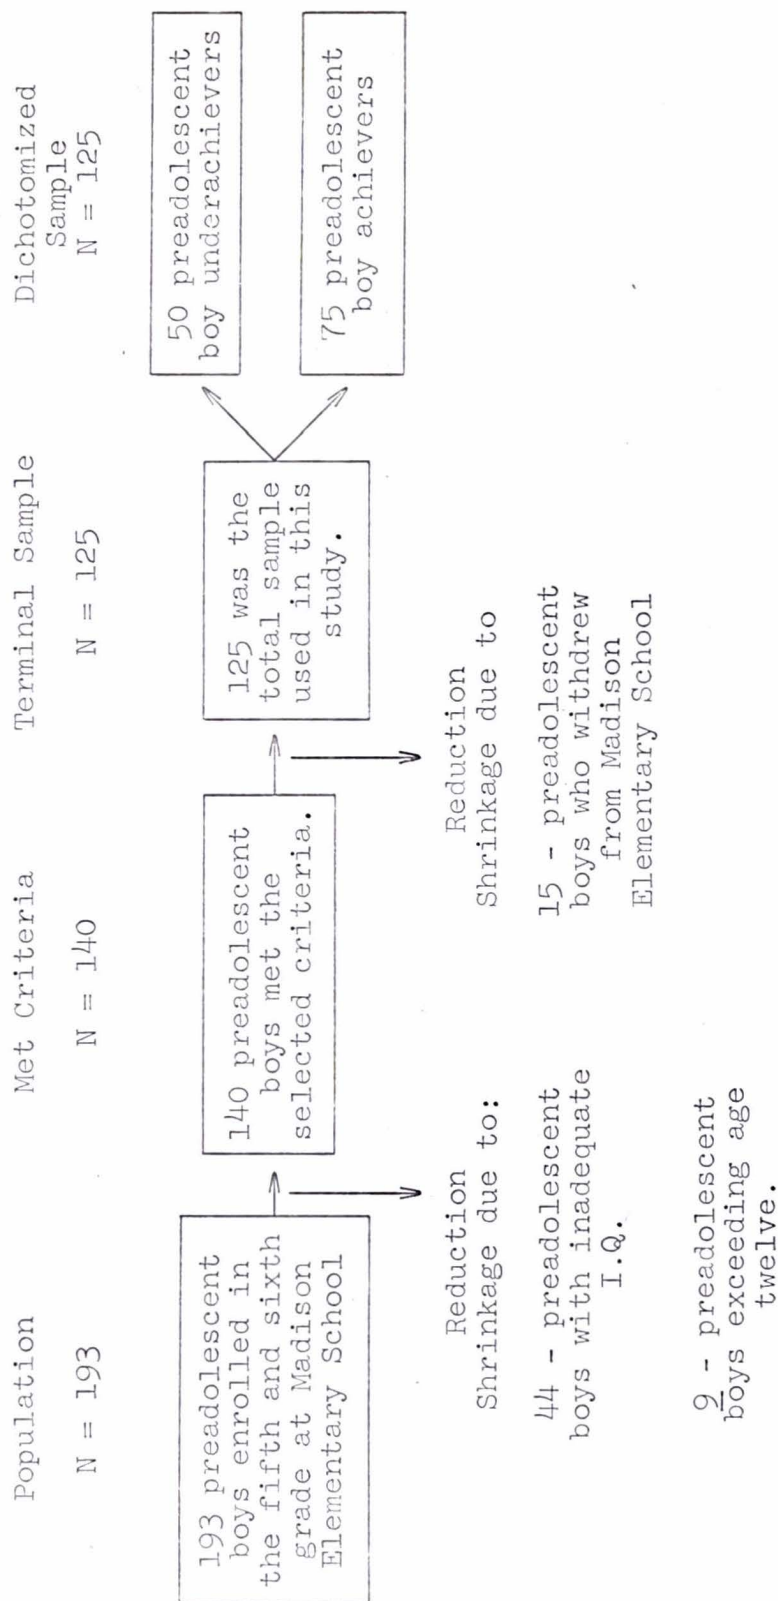 Population
N = 193
193 preadolescent
boys enrolled in
the fifth and sixth
grade at Madison
Elementary School
Reduction
Shrinkage due to:
44 - preadolescent
boys with inadequate
I.Q.
9 - preadolescent
boys exceeding age
twelve.
Met Criteria
N = 140
140 preadolescent
boys met the
selected criteria.
Reduction
Shrinkage due to
15 - preadolescent
boys who withdrew
from Madison
Elementary School
Terminal Sample
N = 125
125 was the
total sample
used in this
study.
Dichotomized
Sample
N = 125
50 preadolescent
boy underachievers
75 preadolescent
boy achievers